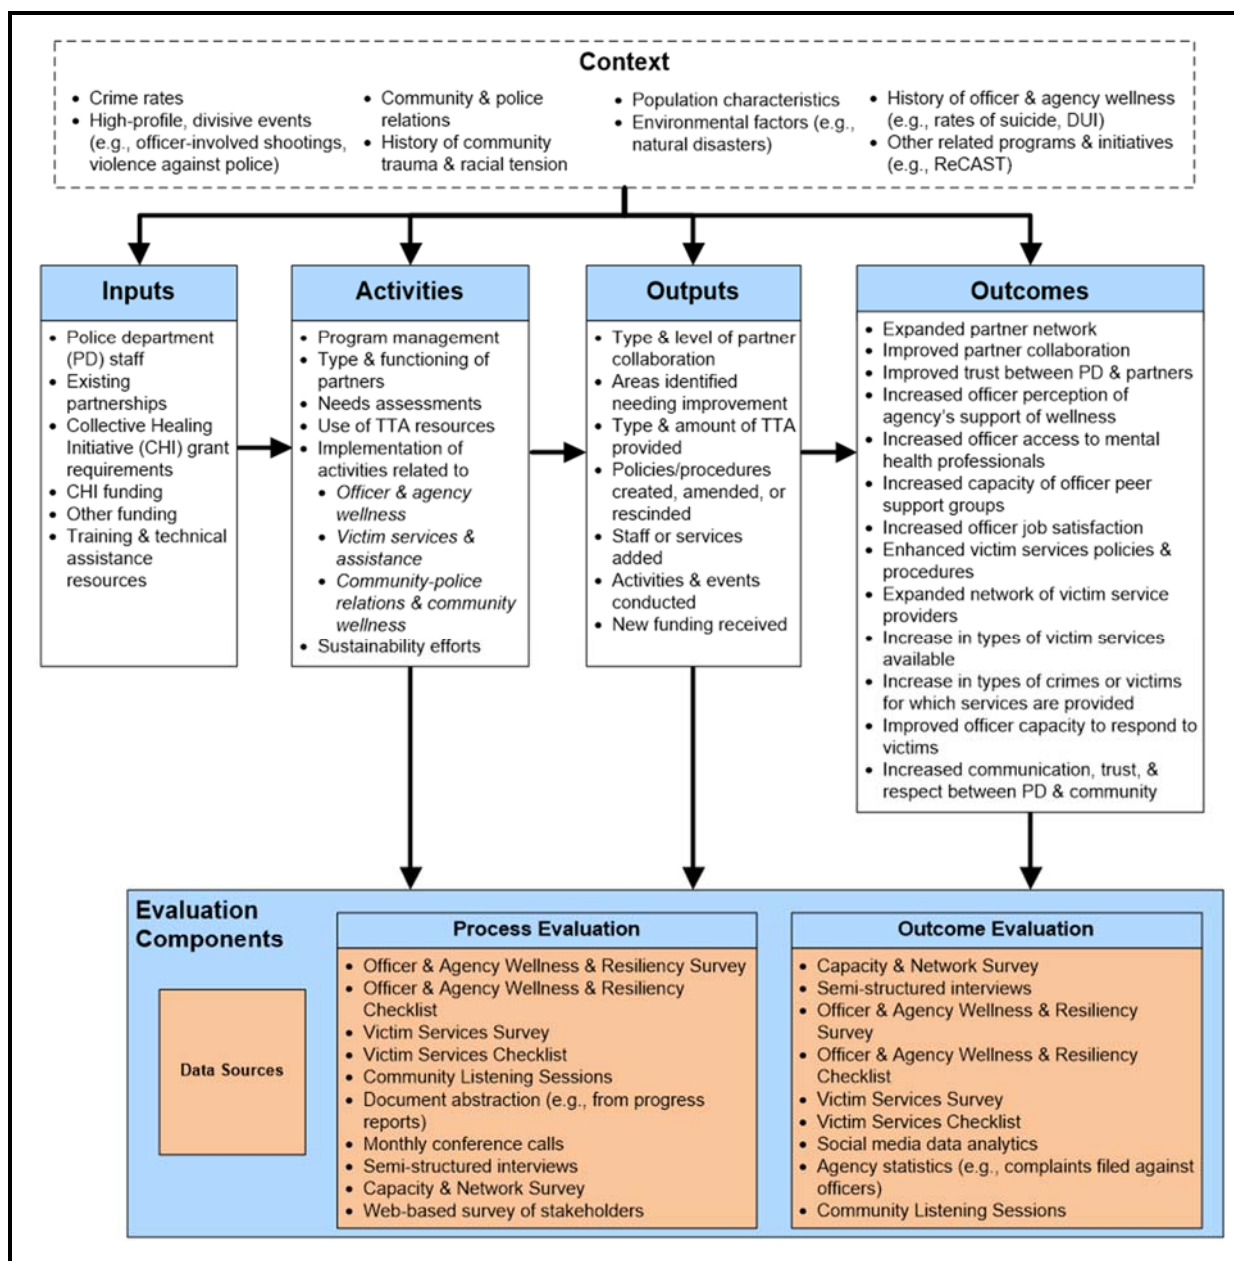 Context
• Crime rates
• High-profile, divisive events
(e.g., officer-involved shootings,
violence against police)
• Community & police
relations
• History of community
trauma & racial tension
• Population characteristics
• Environmental factors (e.g.,
natural disasters)
• History of officer & agency wellness
(e.g., rates of suicide, DUI)
• Other related programs & initiatives
(e.g., ReCAST)
Inputs
• Police department
(PD) staff
• Existing
partnerships
• Collective Healing
Initiative (CHI) grant
requirements
• CHI funding
• Other funding
• Training & technical
assistance
resources
Activities
• Program management
• Type & functioning of
partners
• Needs assessments
• Use of TTA resources
• Implementation of
activities related to
• Officer & agency
wellness
• Victim services &
assistance
• Community-police
relations & community
wellness
• Sustainability efforts
Outputs
• Type & level of partner
collaboration
• Areas identified
needing improvement
• Type & amount of TTA
provided
• Policies/procedures
created, amended, or
rescinded
• Staff or services
added
• Activities & events
conducted
• New funding received
Outcomes
• Expanded partner network
• Improved partner collaboration
• Improved trust between PD & partners
• Increased officer perception of
agency's support of wellness
• Increased officer access to mental
health professionals
• Increased capacity of officer peer
support groups
• Increased officer job satisfaction
• Enhanced victim services policies &
procedures
• Expanded network of victim service
providers
• Increase in types of victim services
available
• Increase in types of crimes or victims
for which services are provided
• Improved officer capacity to respond to
victims
• Increased communication, trust, &
respect between PD & community
Evaluation
Components
Data Sources
Process Evaluation
• Officer & Agency Wellness & Resiliency Survey
• Officer & Agency Wellness & Resiliency
Checklist
• Victim Services Survey
• Victim Services Checklist
• Community Listening Sessions
• Document abstraction (e.g., from progress
reports)
• Monthly conference calls
• Semi-structured interviews
• Capacity & Network Survey
• Web-based survey of stakeholders
Outcome Evaluation
• Capacity & Network Survey
• Semi-structured interviews
• Officer & Agency Wellness & Resiliency
Survey
• Officer & Agency Wellness & Resiliency
Checklist
• Victim Services Survey
• Victim Services Checklist
• Social media data analytics
• Agency statistics (e.g., complaints filed against
officers)
• Community Listening Sessions